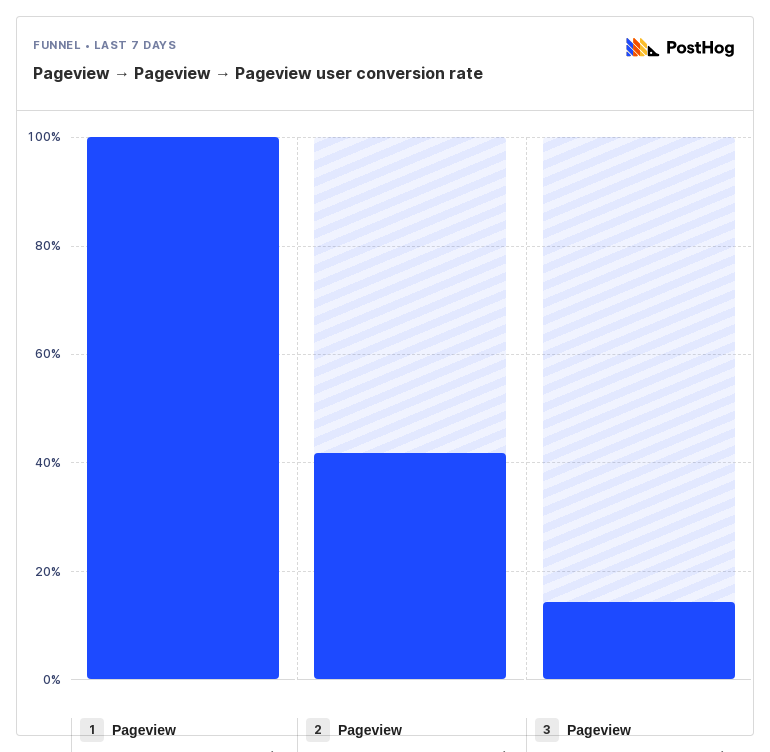 FUNNEL • LAST 7 DAYS
PostHog
Pageview → Pageview → Pageview user conversion rate
100%
80%
60%
40%
20%
0%
1 Pageview
2 Pageview
3 Pageview